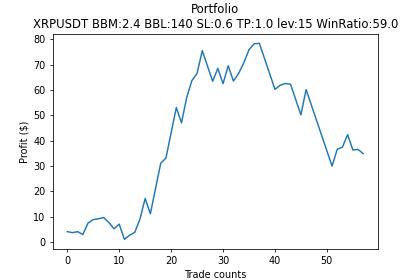 Portfolio
XRPUSDT BBM:2.4 BBL:140 SL:0.6 TP:1.0 lev:15 WinRatio:59.0
80
70
60
50
40
30
20
10
0
Profit ($)
0 10 20 30 40 50
Trade counts